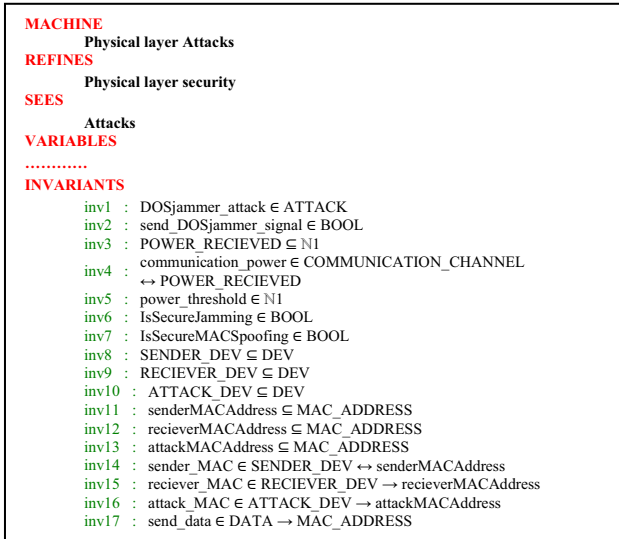 MACHINE
Physical layer Attacks
REFINES
Physical layer security
SEES
Attacks
VARIABLES
…………
INVARIANTS
inv1 : DOSjammer_attack ∈ ATTACK
inv2 : send_DOSjammer_signal ∈ BOOL
inv3 : POWER_RECIEVED ⊆ ℕ1
inv4 : communication_power ∈ COMMUNICATION_CHANNEL
↔ POWER_RECIEVED
inv5 : power_threshold ∈ ℕ1
inv6 : IsSecureJamming ∈ BOOL
inv7 : IsSecureMACSpoofing ∈ BOOL
inv8 : SENDER_DEV ⊆ DEV
inv9 : RECIEVER_DEV ⊆ DEV
inv10 : ATTACK_DEV ⊆ DEV
inv11 : senderMACAddress ⊆ MAC_ADDRESS
inv12 : recieverMACAddress ⊆ MAC_ADDRESS
inv13 : attackMACAddress ⊆ MAC_ADDRESS
inv14 : sender_MAC ∈ SENDER_DEV ↔ senderMACAddress
inv15 : reciever_MAC ∈ RECIEVER_DEV → recieverMACAddress
inv16 : attack_MAC ∈ ATTACK_DEV → attackMACAddress
inv17 : send_data ∈ DATA → MAC_ADDRESS